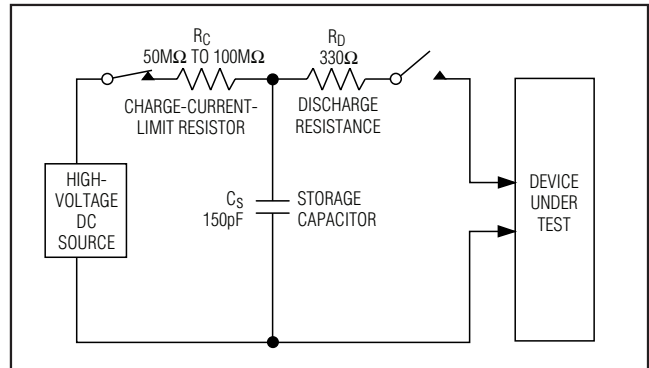 RC
50MΩ TO 100MΩ
CHARGE-CURRENT-
LIMIT RESISTOR
RD
330Ω
DISCHARGE
RESISTANCE
HIGH-
VOLTAGE
DC
SOURCE
CS
150pF
STORAGE
CAPACITOR
DEVICE
UNDER
TEST